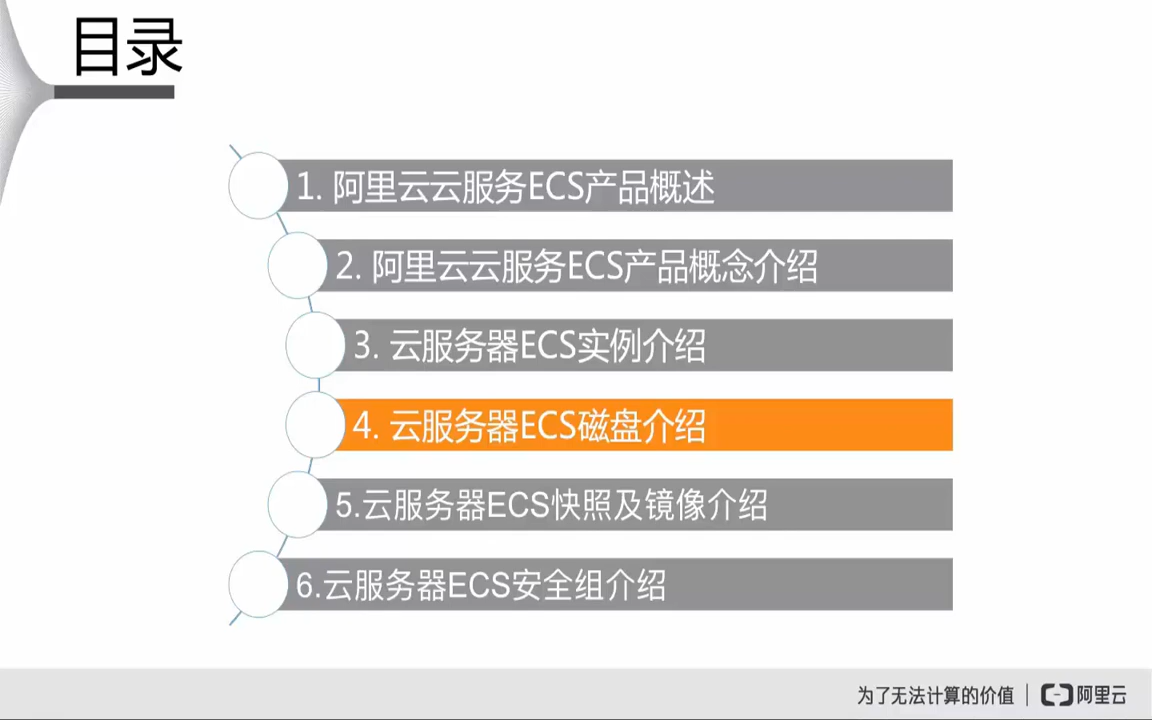 目录
1. 阿里云云服务ECS产品概述
2. 阿里云云服务ECS产品概念介绍
3. 云服务器ECS实例介绍
4. 云服务器ECS磁盘介绍
5.云服务器ECS快照及镜像介绍
6.云服务器ECS安全组介绍
为了无法计算的价值 | 阿里云